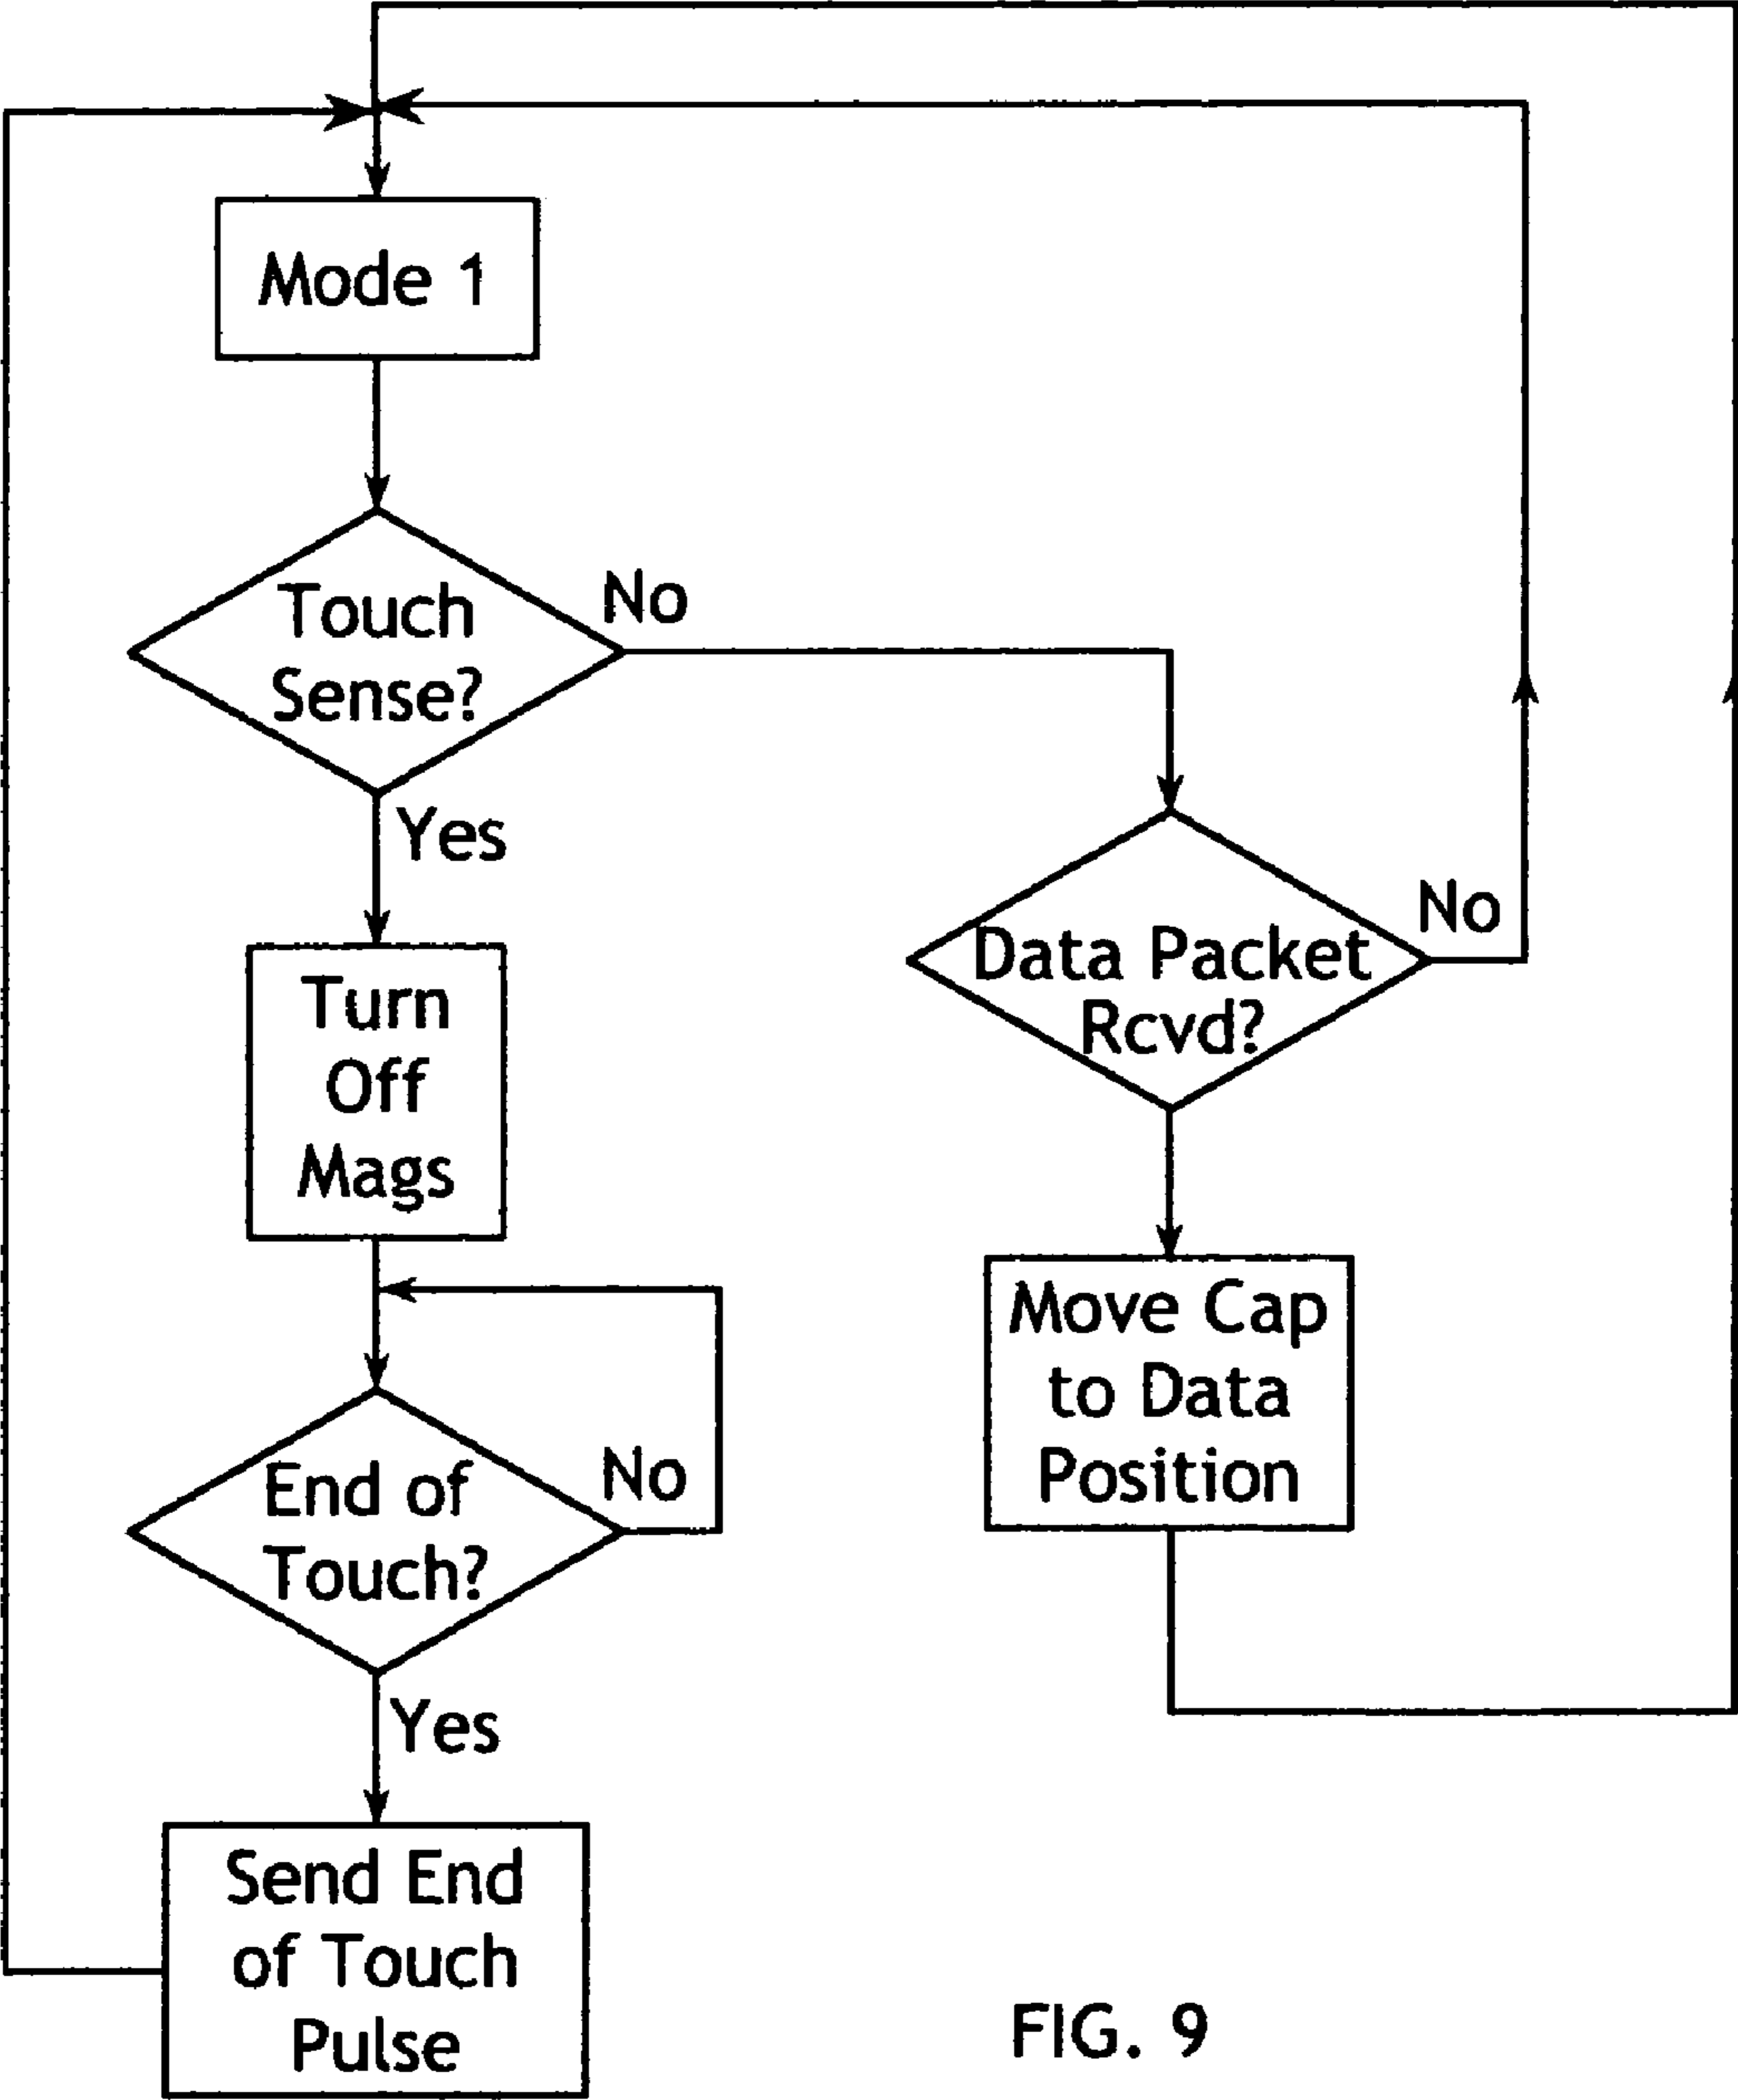 Mode 1
Touch
Sense?
No
Yes
Turn
Off
Mags
Data Packet
Rcvd?
No
Move Cap
to Data
Position
End of
Touch?
No
Yes
Send End
of Touch
Pulse
FIG. 9